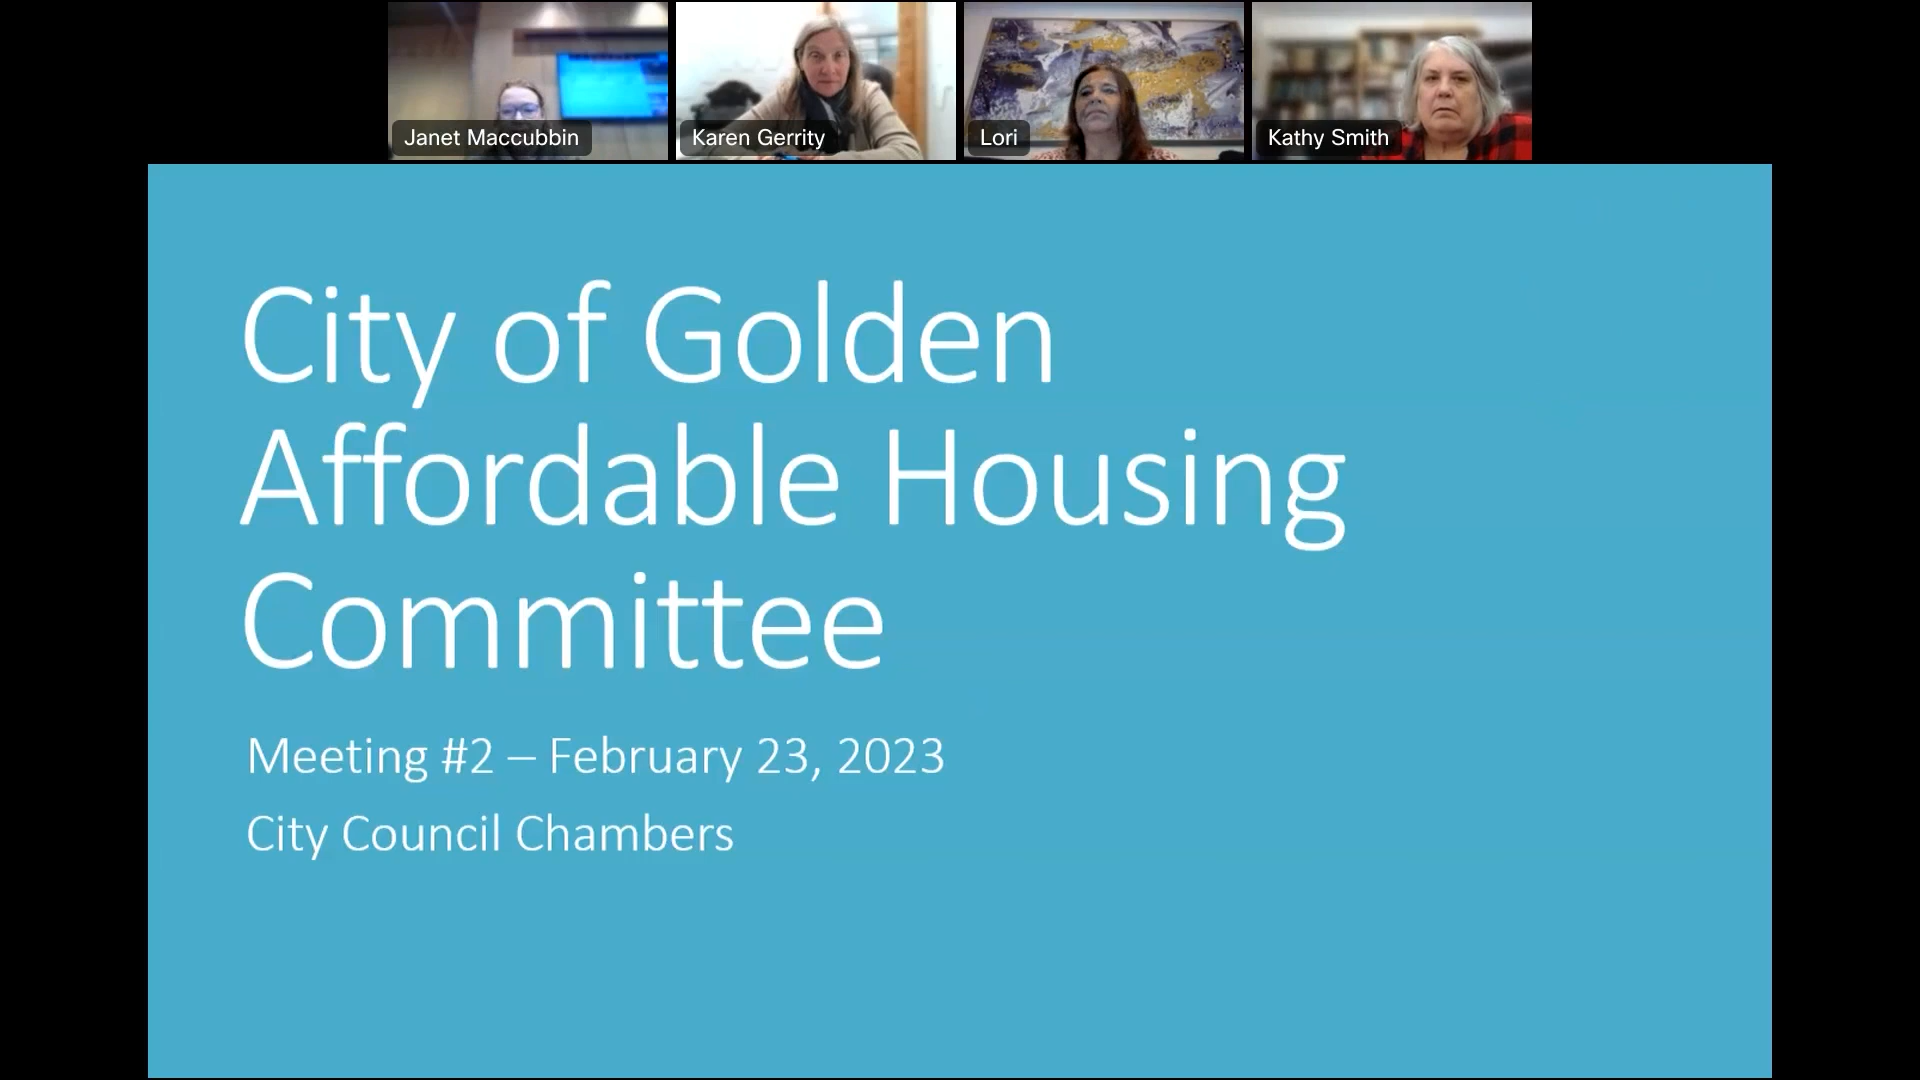 Janet Maccubbin
Karen Gerrity
Lori
Kathy Smith
City of Golden
Affordable Housing
Committee
Meeting #2 – February 23, 2023
City Council Chambers